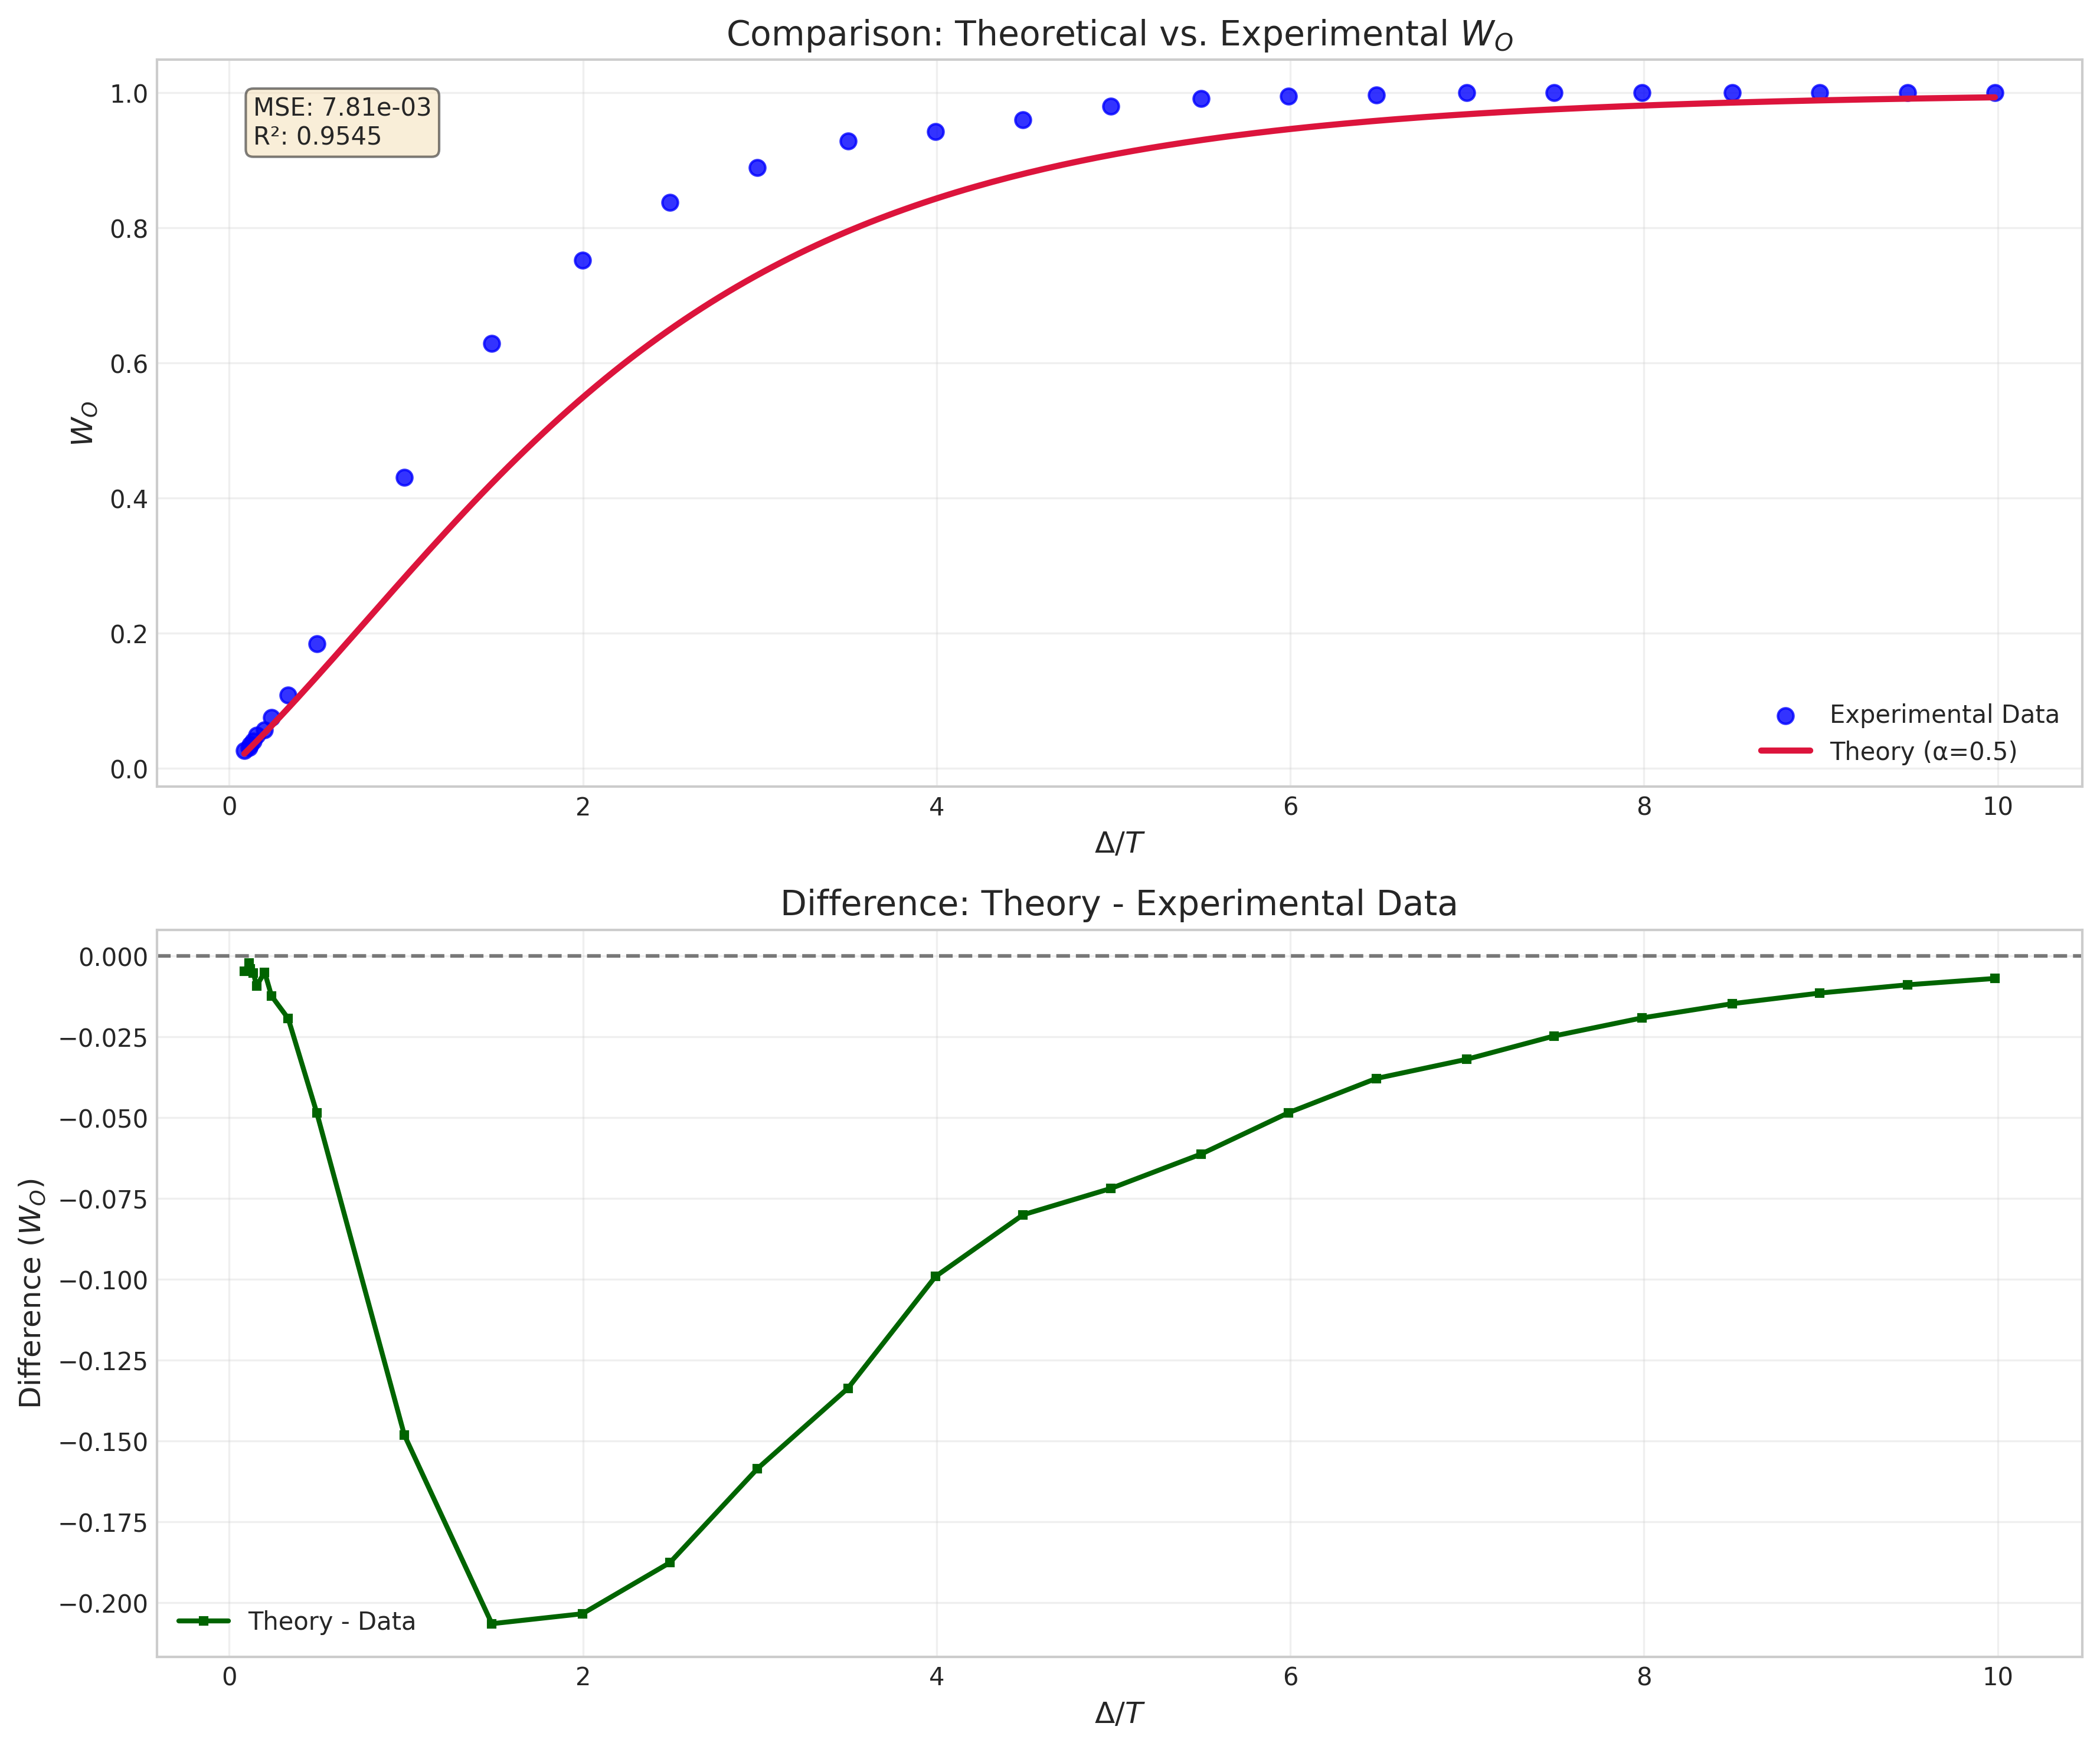 Comparison: Theoretical vs. Experimental W_O
MSE: 7.81e-03
R²: 0.9545
W_O
1.0
0.8
0.6
0.4
0.2
0.0
Experimental Data
Theory (α=0.5)
0 2 4 6 8 10
Δ/T
Difference: Theory - Experimental Data
Difference (W_O)
0.000
−0.025
−0.050
−0.075
−0.100
−0.125
−0.150
−0.175
−0.200
Theory - Data
0 2 4 6 8 10
Δ/T